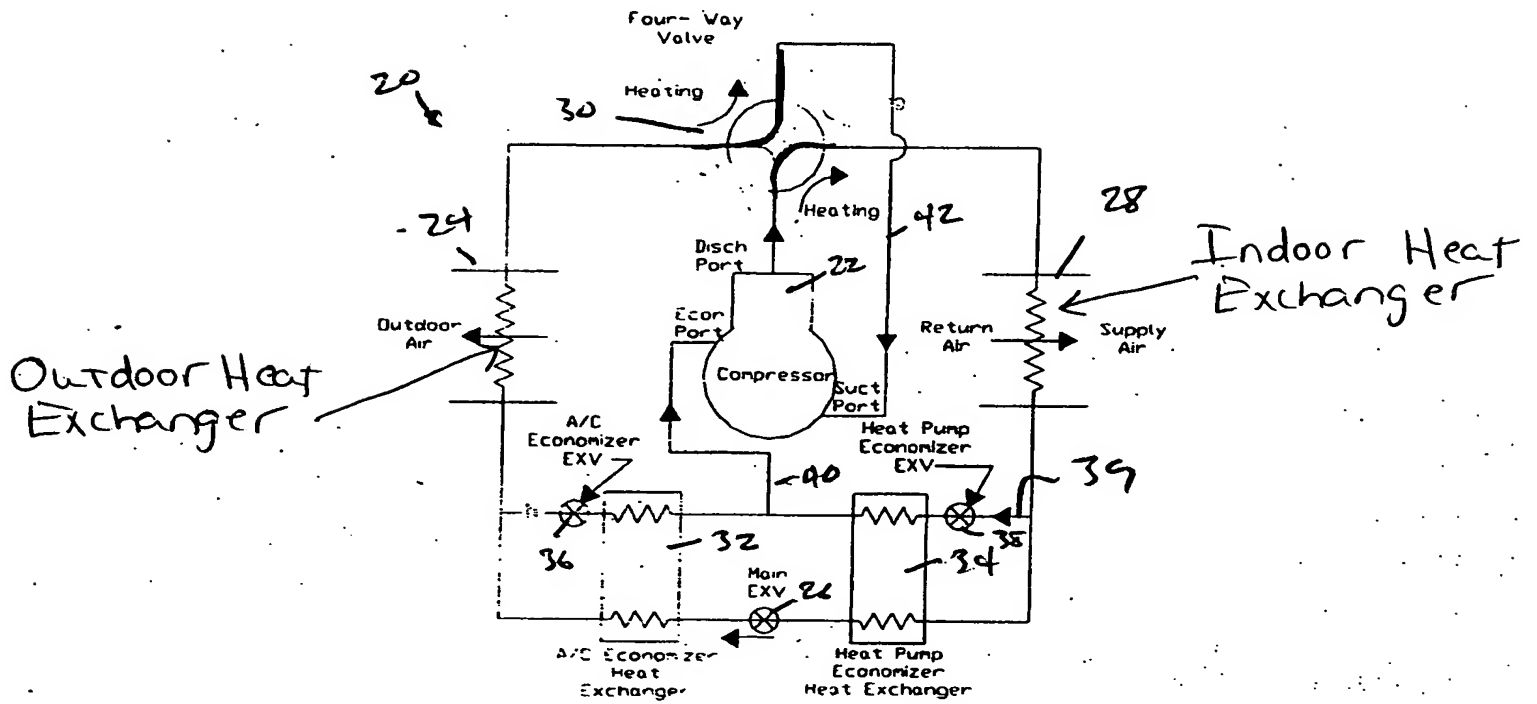 Four-Way
Valve
20
Heating
30
Heating
-24
Disch
Port
22
42
28
Indoor Heat
Exchanger
Econ
Port
Outdoor
Air
Return
Air
Supply
Air
Compressor
Suct
Port
Outdoor Heat
Exchanger
A/C
Economizer
EXV
Heat Pump
Economizer
EXV
40
39
36
32
38
34
Main
EXV
26
A/C Economizer
Heat
Exchanger
Heat Pump
Economizer
Heat Exchanger